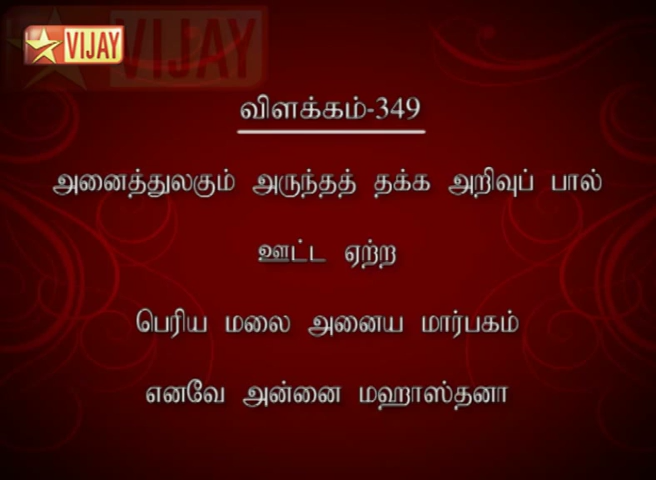 VIJAY
VIJAY
விளக்கம்-349
அனைத்துலகும் அருந்தத் தக்க அறிவுப் பால்
ஊட்ட ஏற்ற
பெரிய மலை அனைய மார்பகம்
எனவே அன்னை மஹாஸ்தனா